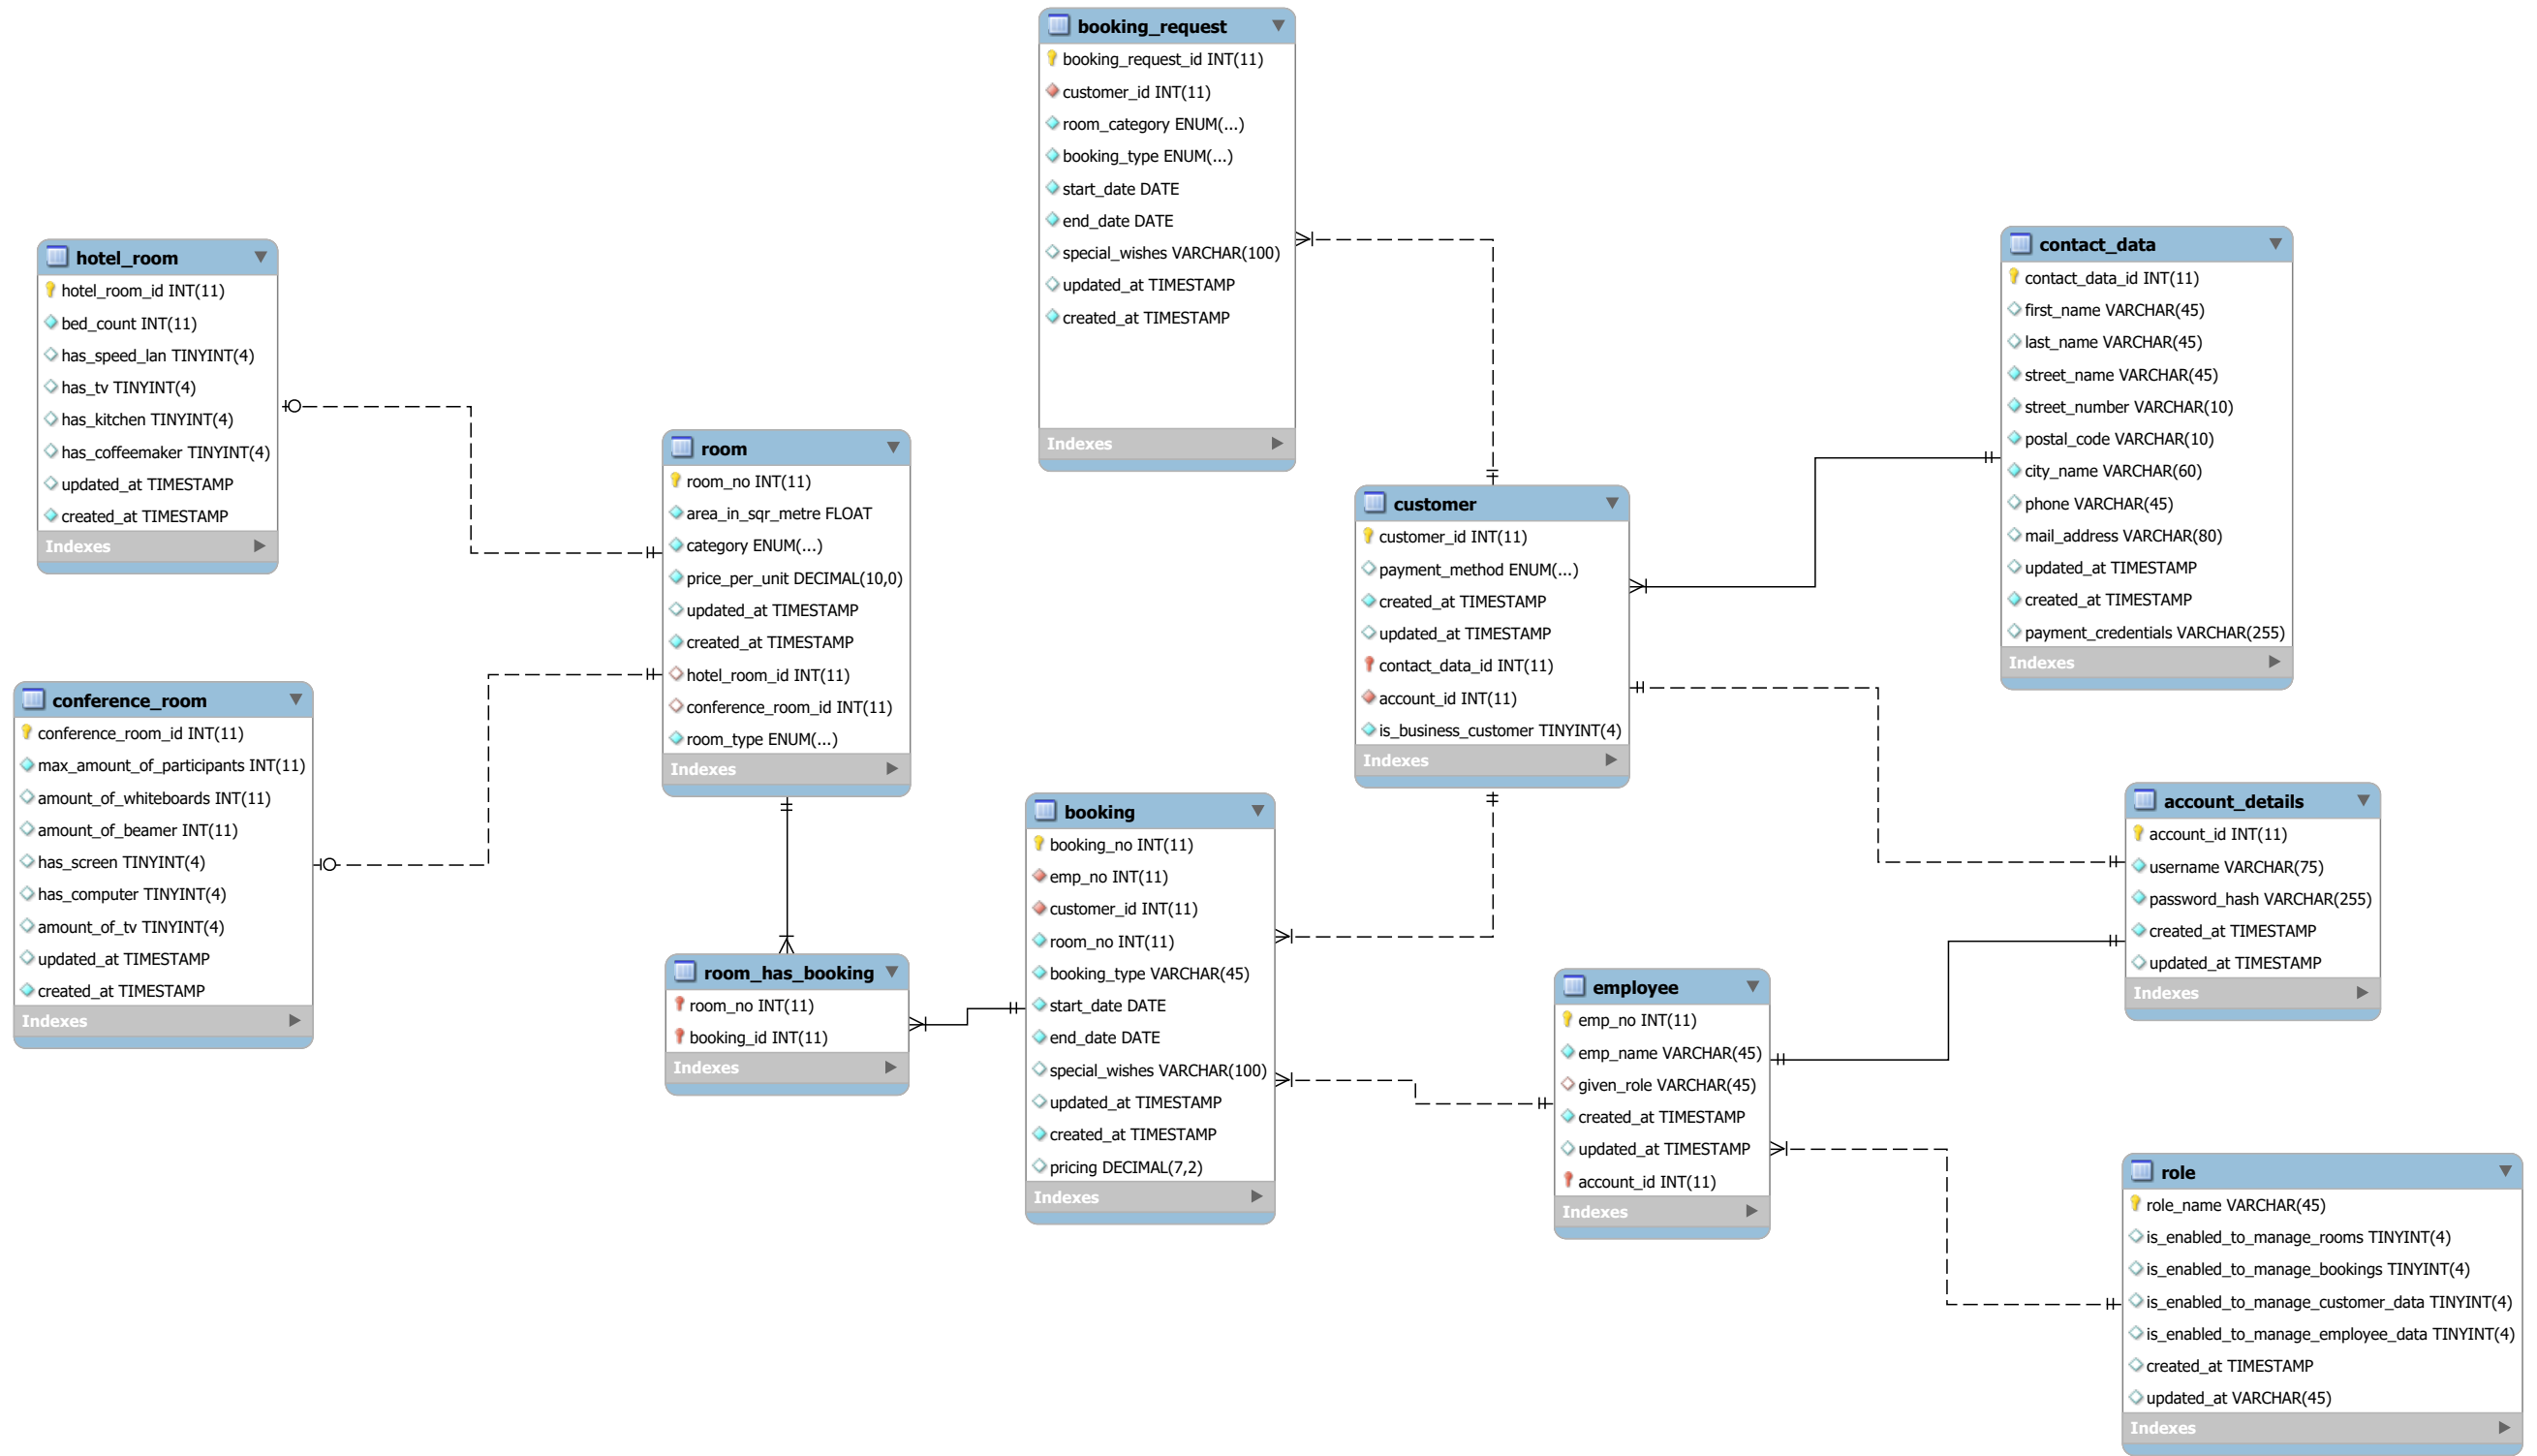 booking_request
booking_request_id INT(11)
customer_id INT(11)
room_category ENUM(...)
booking_type ENUM(...)
start_date DATE
end_date DATE
special_wishes VARCHAR(100)
updated_at TIMESTAMP
created_at TIMESTAMP
Indexes
hotel_room
hotel_room_id INT(11)
bed_count INT(11)
has_speed_lan TINYINT(4)
has_tv TINYINT(4)
has_kitchen TINYINT(4)
has_coffeemaker TINYINT(4)
updated_at TIMESTAMP
created_at TIMESTAMP
Indexes
contact_data
contact_data_id INT(11)
first_name VARCHAR(45)
last_name VARCHAR(45)
street_name VARCHAR(45)
street_number VARCHAR(10)
postal_code VARCHAR(10)
city_name VARCHAR(60)
phone VARCHAR(45)
mail_address VARCHAR(80)
updated_at TIMESTAMP
created_at TIMESTAMP
payment_credentials VARCHAR(255)
Indexes
room
room_no INT(11)
area_in_sqr_metre FLOAT
category ENUM(...)
price_per_unit DECIMAL(10,0)
updated_at TIMESTAMP
created_at TIMESTAMP
hotel_room_id INT(11)
conference_room_id INT(11)
room_type ENUM(...)
Indexes
customer
customer_id INT(11)
payment_method ENUM(...)
created_at TIMESTAMP
updated_at TIMESTAMP
contact_data_id INT(11)
account_id INT(11)
is_business_customer TINYINT(4)
Indexes
conference_room
conference_room_id INT(11)
max_amount_of_participants INT(11)
amount_of_whiteboards INT(11)
amount_of_beamer INT(11)
has_screen TINYINT(4)
has_computer TINYINT(4)
amount_of_tv TINYINT(4)
updated_at TIMESTAMP
created_at TIMESTAMP
Indexes
account_details
account_id INT(11)
username VARCHAR(75)
password_hash VARCHAR(255)
created_at TIMESTAMP
updated_at TIMESTAMP
Indexes
booking
booking_no INT(11)
emp_no INT(11)
customer_id INT(11)
room_no INT(11)
booking_type VARCHAR(45)
start_date DATE
end_date DATE
special_wishes VARCHAR(100)
updated_at TIMESTAMP
created_at TIMESTAMP
pricing DECIMAL(7,2)
Indexes
room_has_booking
room_no INT(11)
booking_id INT(11)
Indexes
employee
emp_no INT(11)
emp_name VARCHAR(45)
given_role VARCHAR(45)
created_at TIMESTAMP
updated_at TIMESTAMP
account_id INT(11)
Indexes
role
role_name VARCHAR(45)
is_enabled_to_manage_rooms TINYINT(4)
is_enabled_to_manage_bookings TINYINT(4)
is_enabled_to_manage_customer_data TINYINT(4)
is_enabled_to_manage_employee_data TINYINT(4)
created_at TIMESTAMP
updated_at VARCHAR(45)
Indexes